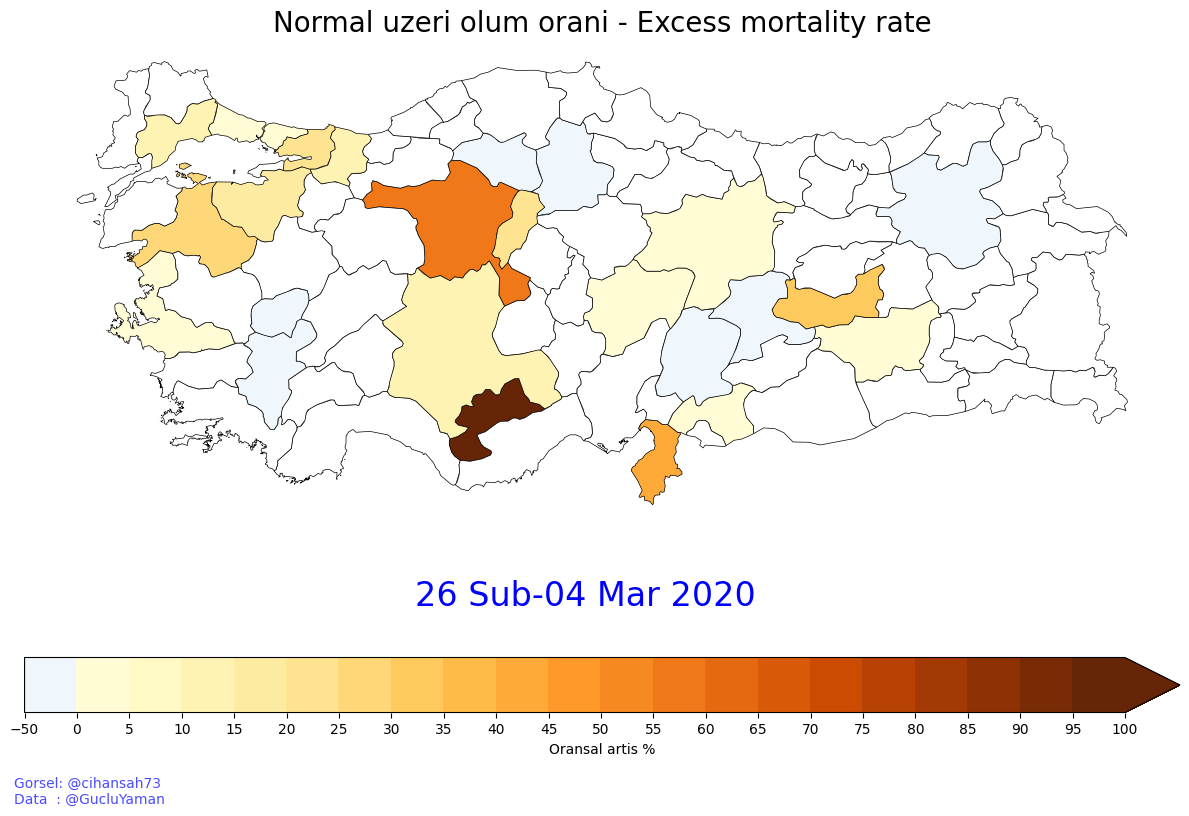 Normal uzeri olum orani - Excess mortality rate
26 Sub-04 Mar 2020
−50 0 5 10 15 20 25 30 35 40 45 50 55 60 65 70 75 80 85 90 95 100
Oransal artis %
Gorsel: @cihansah73
Data : @GucluYaman